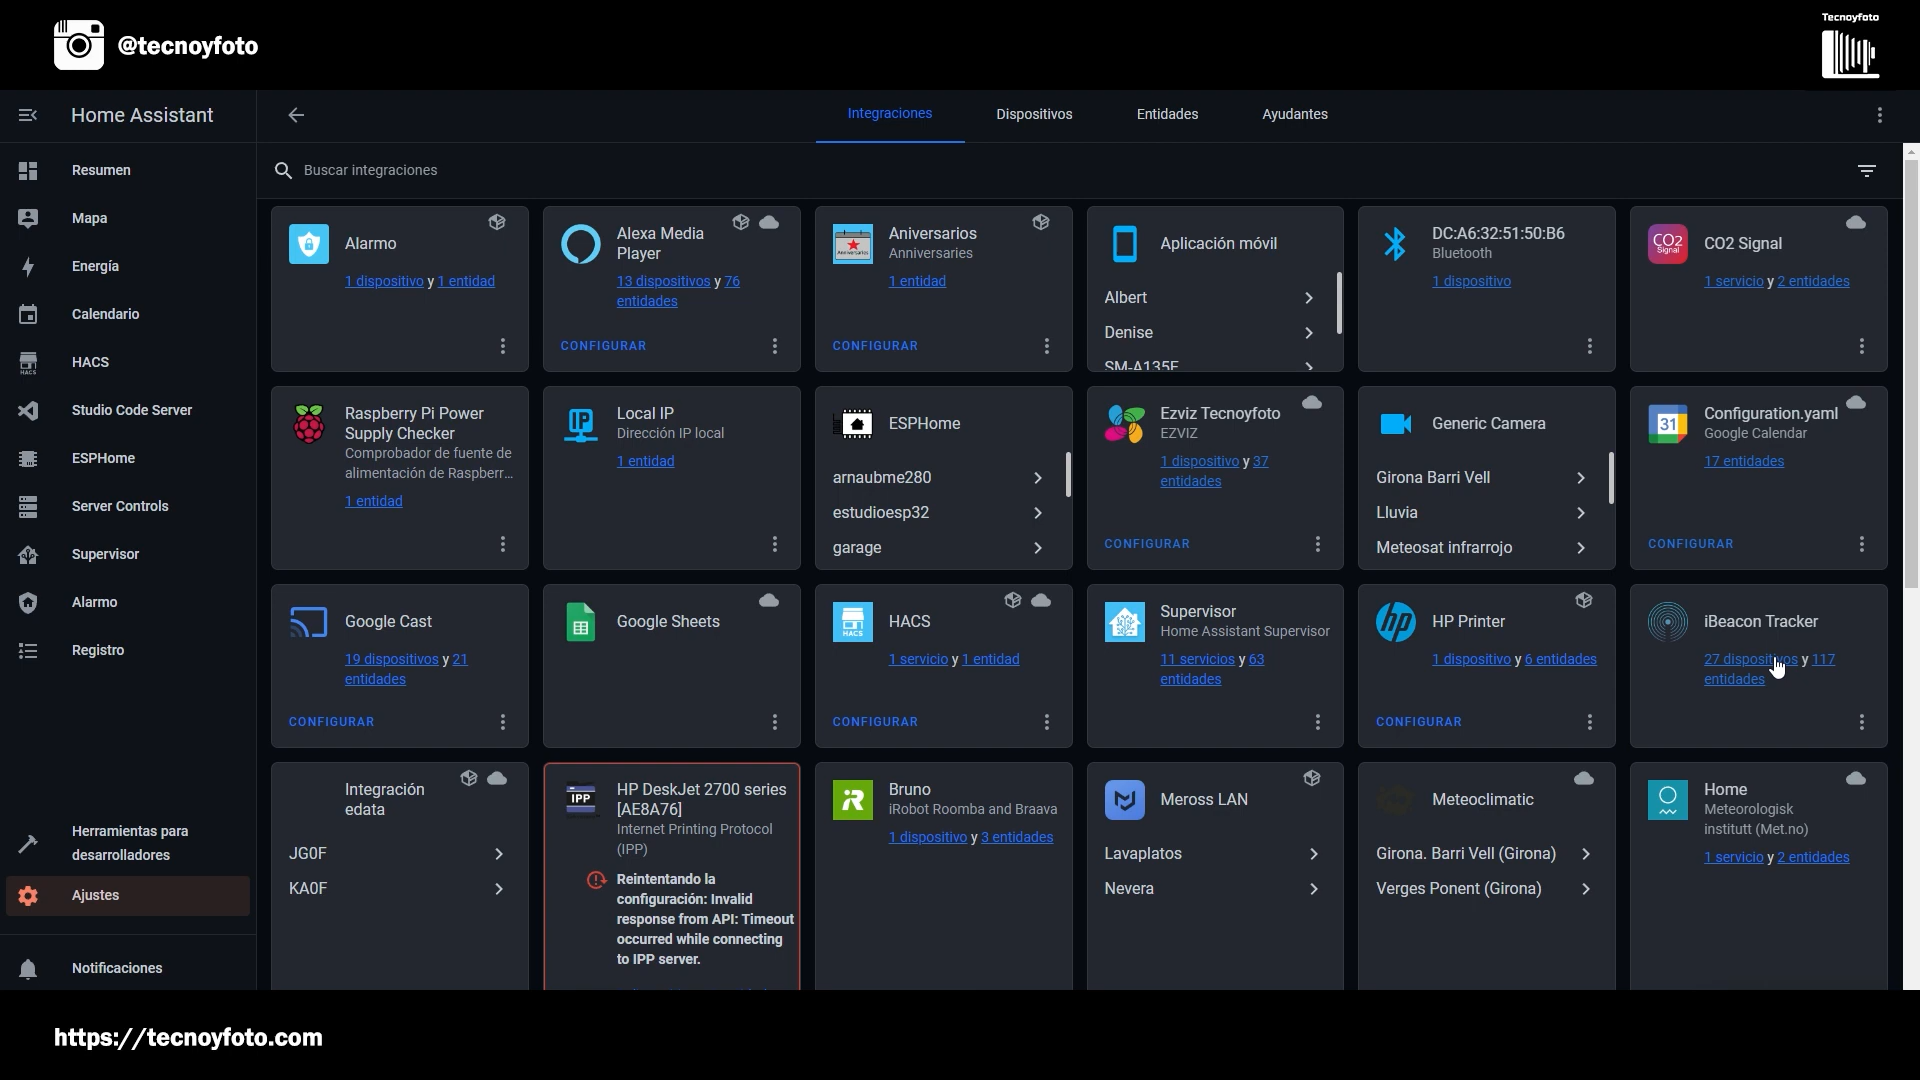 @tecnoyfoto
Tecnoyfoto
Home Assistant
Integraciones
Dispositivos
Entidades
Ayudantes
Buscar integraciones
Resumen
Mapa
Energía
Calendario
HACS
Studio Code Server
ESPHome
Server Controls
Supervisor
Alarmo
Registro
Herramientas para
desarrolladores
Ajustes
Notificaciones
Alarmo
1 dispositivo y 1 entidad
Alexa Media
Player
13 dispositivos y 76
entidades
CONFIGURAR
Aniversarios
Anniversaries
1 entidad
CONFIGURAR
Aplicación móvil
Albert
Denise
SM-A135F
DC:A6:32:51:50:B6
Bluetooth
1 dispositivo
CO2 Signal
CO2
Signal
1 servicio y 2 entidades
Raspberry Pi Power
Supply Checker
Comprobador de fuente de
alimentación de Raspberr...
1 entidad
IP
Local IP
Dirección IP local
1 entidad
ESPHome
arnaubme280
estudioesp32
garage
Ezviz Tecnoyfoto
EZVIZ
1 dispositivo y 37
entidades
CONFIGURAR
Generic Camera
Girona Barri Vell
Lluvia
Meteosat infrarrojo
31
Configuration.yaml
Google Calendar
17 entidades
CONFIGURAR
Google Cast
19 dispositivos y 21
entidades
CONFIGURAR
Google Sheets
HACS
HACS
1 servicio y 1 entidad
CONFIGURAR
Supervisor
Home Assistant Supervisor
11 servicios y 63
entidades
hp
HP Printer
1 dispositivo y 6 entidades
CONFIGURAR
iBeacon Tracker
27 dispositivos y 117
entidades
Integración
edata
JG0F
KA0F
IPP
HP DeskJet 2700 series
[AE8A76]
Internet Printing Protocol
(IPP)
Reintentando la
configuración: Invalid
response from API: Timeout
occurred while connecting
to IPP server.
Bruno
iRobot Roomba and Braava
1 dispositivo y 3 entidades
Meross LAN
Lavaplatos
Nevera
Meteoclimatic
Girona. Barri Vell (Girona)
Verges Ponent (Girona)
Home
Meteorologisk
institutt (Met.no)
1 servicio y 2 entidades
https://tecnoyfoto.com